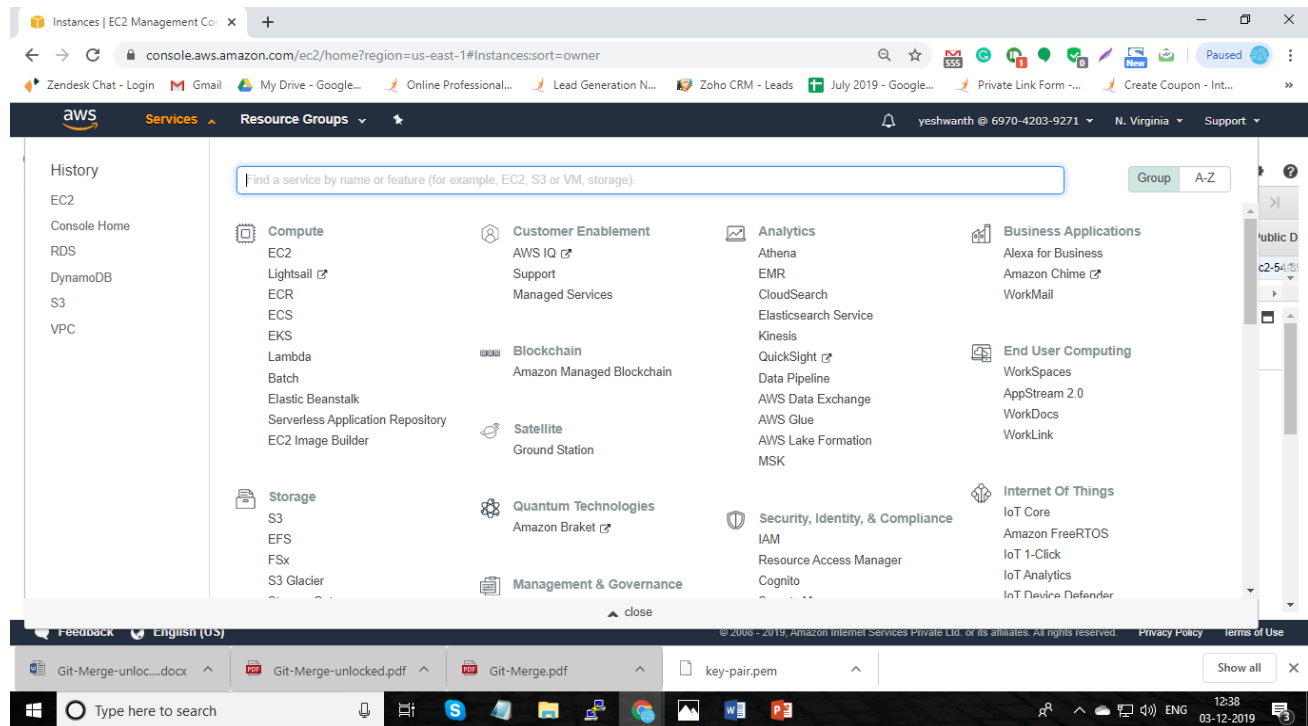 Instances | EC2 Management Cor
console.aws.amazon.com/ec2/home?region=us-east-1#Instances:sort=owner
555
1
0
New
Paused
Zendesk Chat - Login
Gmail
My Drive - Google...
Online Professional...
Lead Generation N...
Zoho CRM - Leads
July 2019 - Google...
Private Link Form -...
Create Coupon - Int...
»
aws
Services
Resource Groups
yeshwanth @ 6970-4203-9271
N. Virginia
Support
History
EC2
Console Home
RDS
DynamoDB
S3
VPC
Find a service by name or feature (for example, EC2, S3 or VM, storage).
Group
A-Z
Compute
EC2
Lightsail
ECR
ECS
EKS
Lambda
Batch
Elastic Beanstalk
Serverless Application Repository
EC2 Image Builder
Storage
S3
EFS
FSx
S3 Glacier
Customer Enablement
AWS IQ
Support
Managed Services
Blockchain
Amazon Managed Blockchain
Satellite
Ground Station
Quantum Technologies
Amazon Braket
Management & Governance
Analytics
Athena
EMR
CloudSearch
Elasticsearch Service
Kinesis
QuickSight
Data Pipeline
AWS Data Exchange
AWS Glue
AWS Lake Formation
MSK
Security, Identity, & Compliance
IAM
Resource Access Manager
Cognito
Business Applications
Alexa for Business
Amazon Chime
WorkMail
End User Computing
WorkSpaces
AppStream 2.0
WorkDocs
WorkLink
Internet Of Things
IoT Core
Amazon FreeRTOS
IoT 1-Click
IoT Analytics
IoT Device Defender
close
Feedback
English (US)
© 2008 - 2019, Amazon Internet Services Private Ltd. or its affiliates. All rights reserved.
Privacy Policy
Terms of Use
Git-Merge-unloc....docx
Git-Merge-unlocked.pdf
Git-Merge.pdf
key-pair.pem
Show all
Type here to search
ENG
12:38
03-12-2019
3